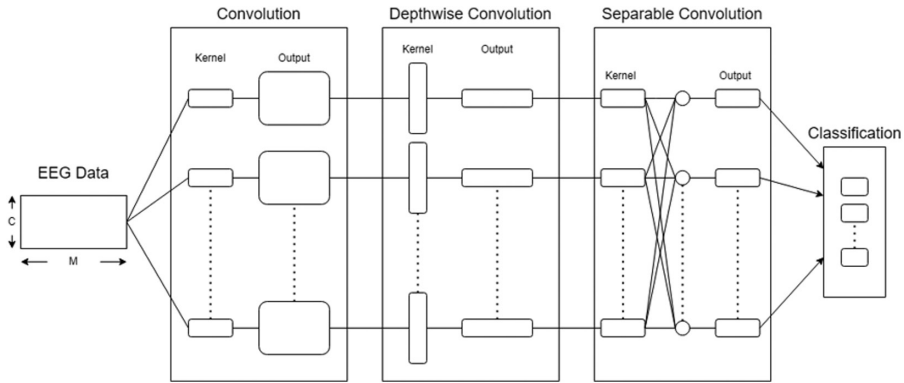 Convolution
Depthwise Convolution
Separable Convolution
Kernel
Output
Kernel
Output
Kernel
Output
Classification
EEG Data
C
M